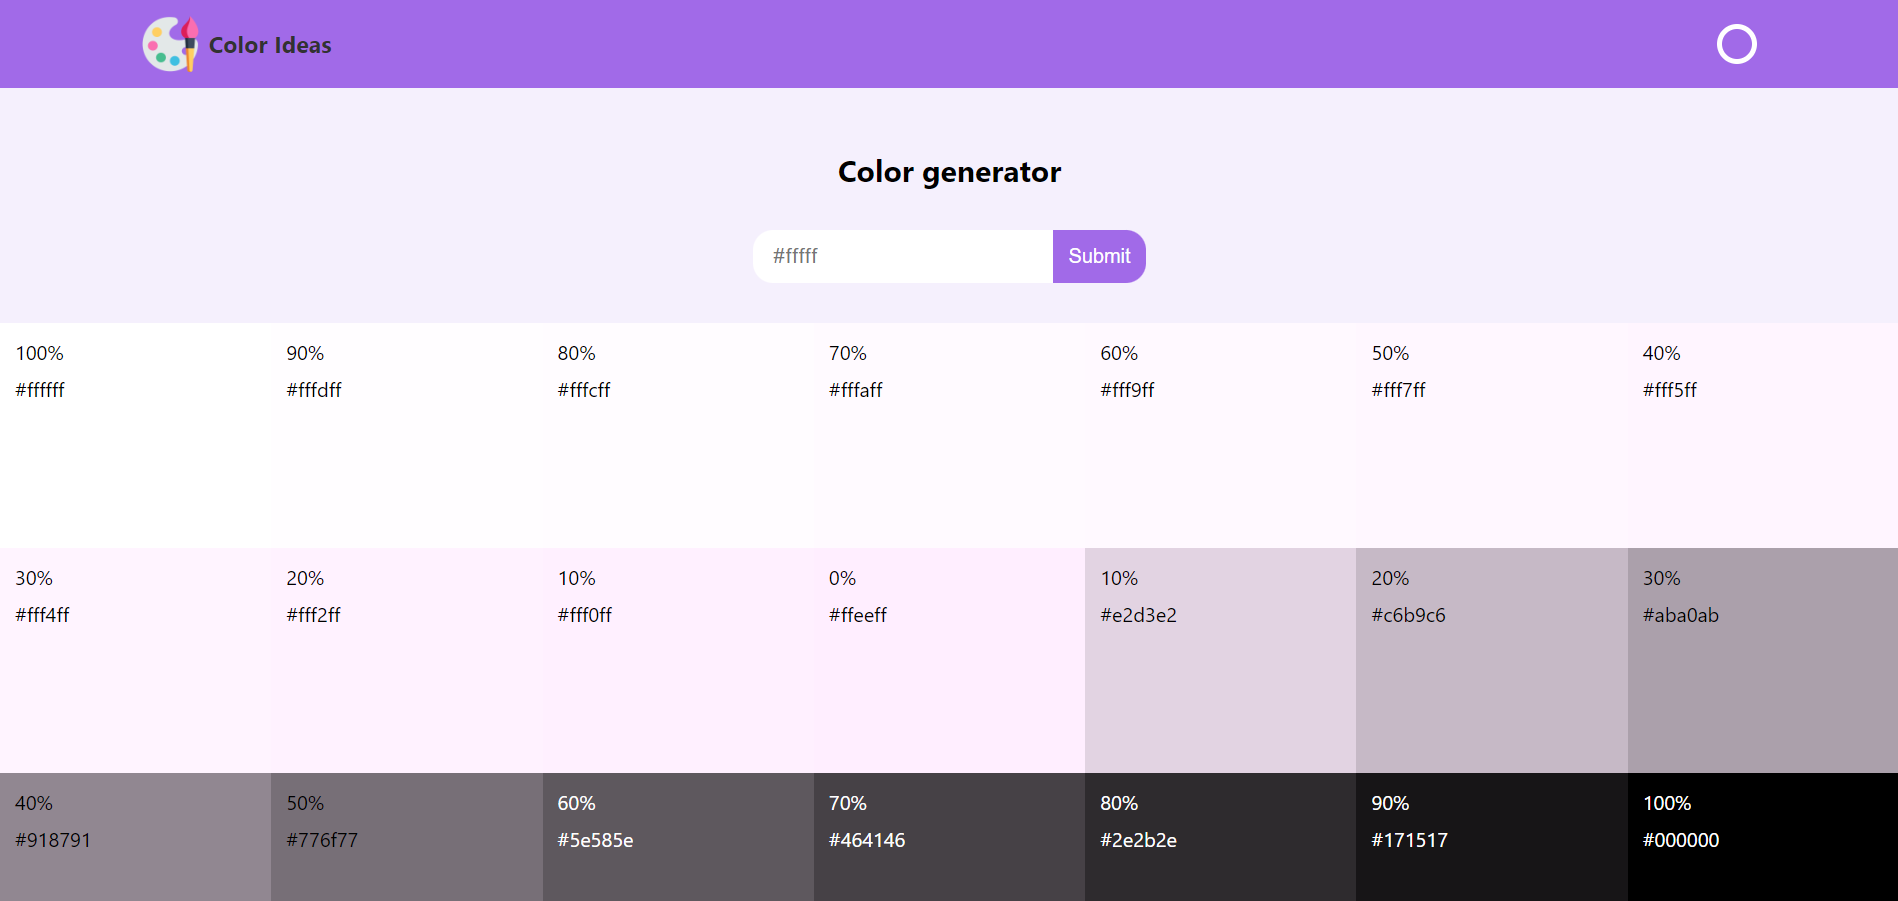 Color Ideas
Color generator
#fffff
Submit
100%
#ffffff
90%
#fffdff
80%
#fffcff
70%
#fffaff
60%
#fff9ff
50%
#fff7ff
40%
#fff5ff
30%
#fff4ff
20%
#fff2ff
10%
#fff0ff
0%
#ffeeff
10%
#e2d3e2
20%
#c6b9c6
30%
#aba0ab
40%
#918791
50%
#776f77
60%
#5e585e
70%
#464146
80%
#2e2b2e
90%
#171517
100%
#000000